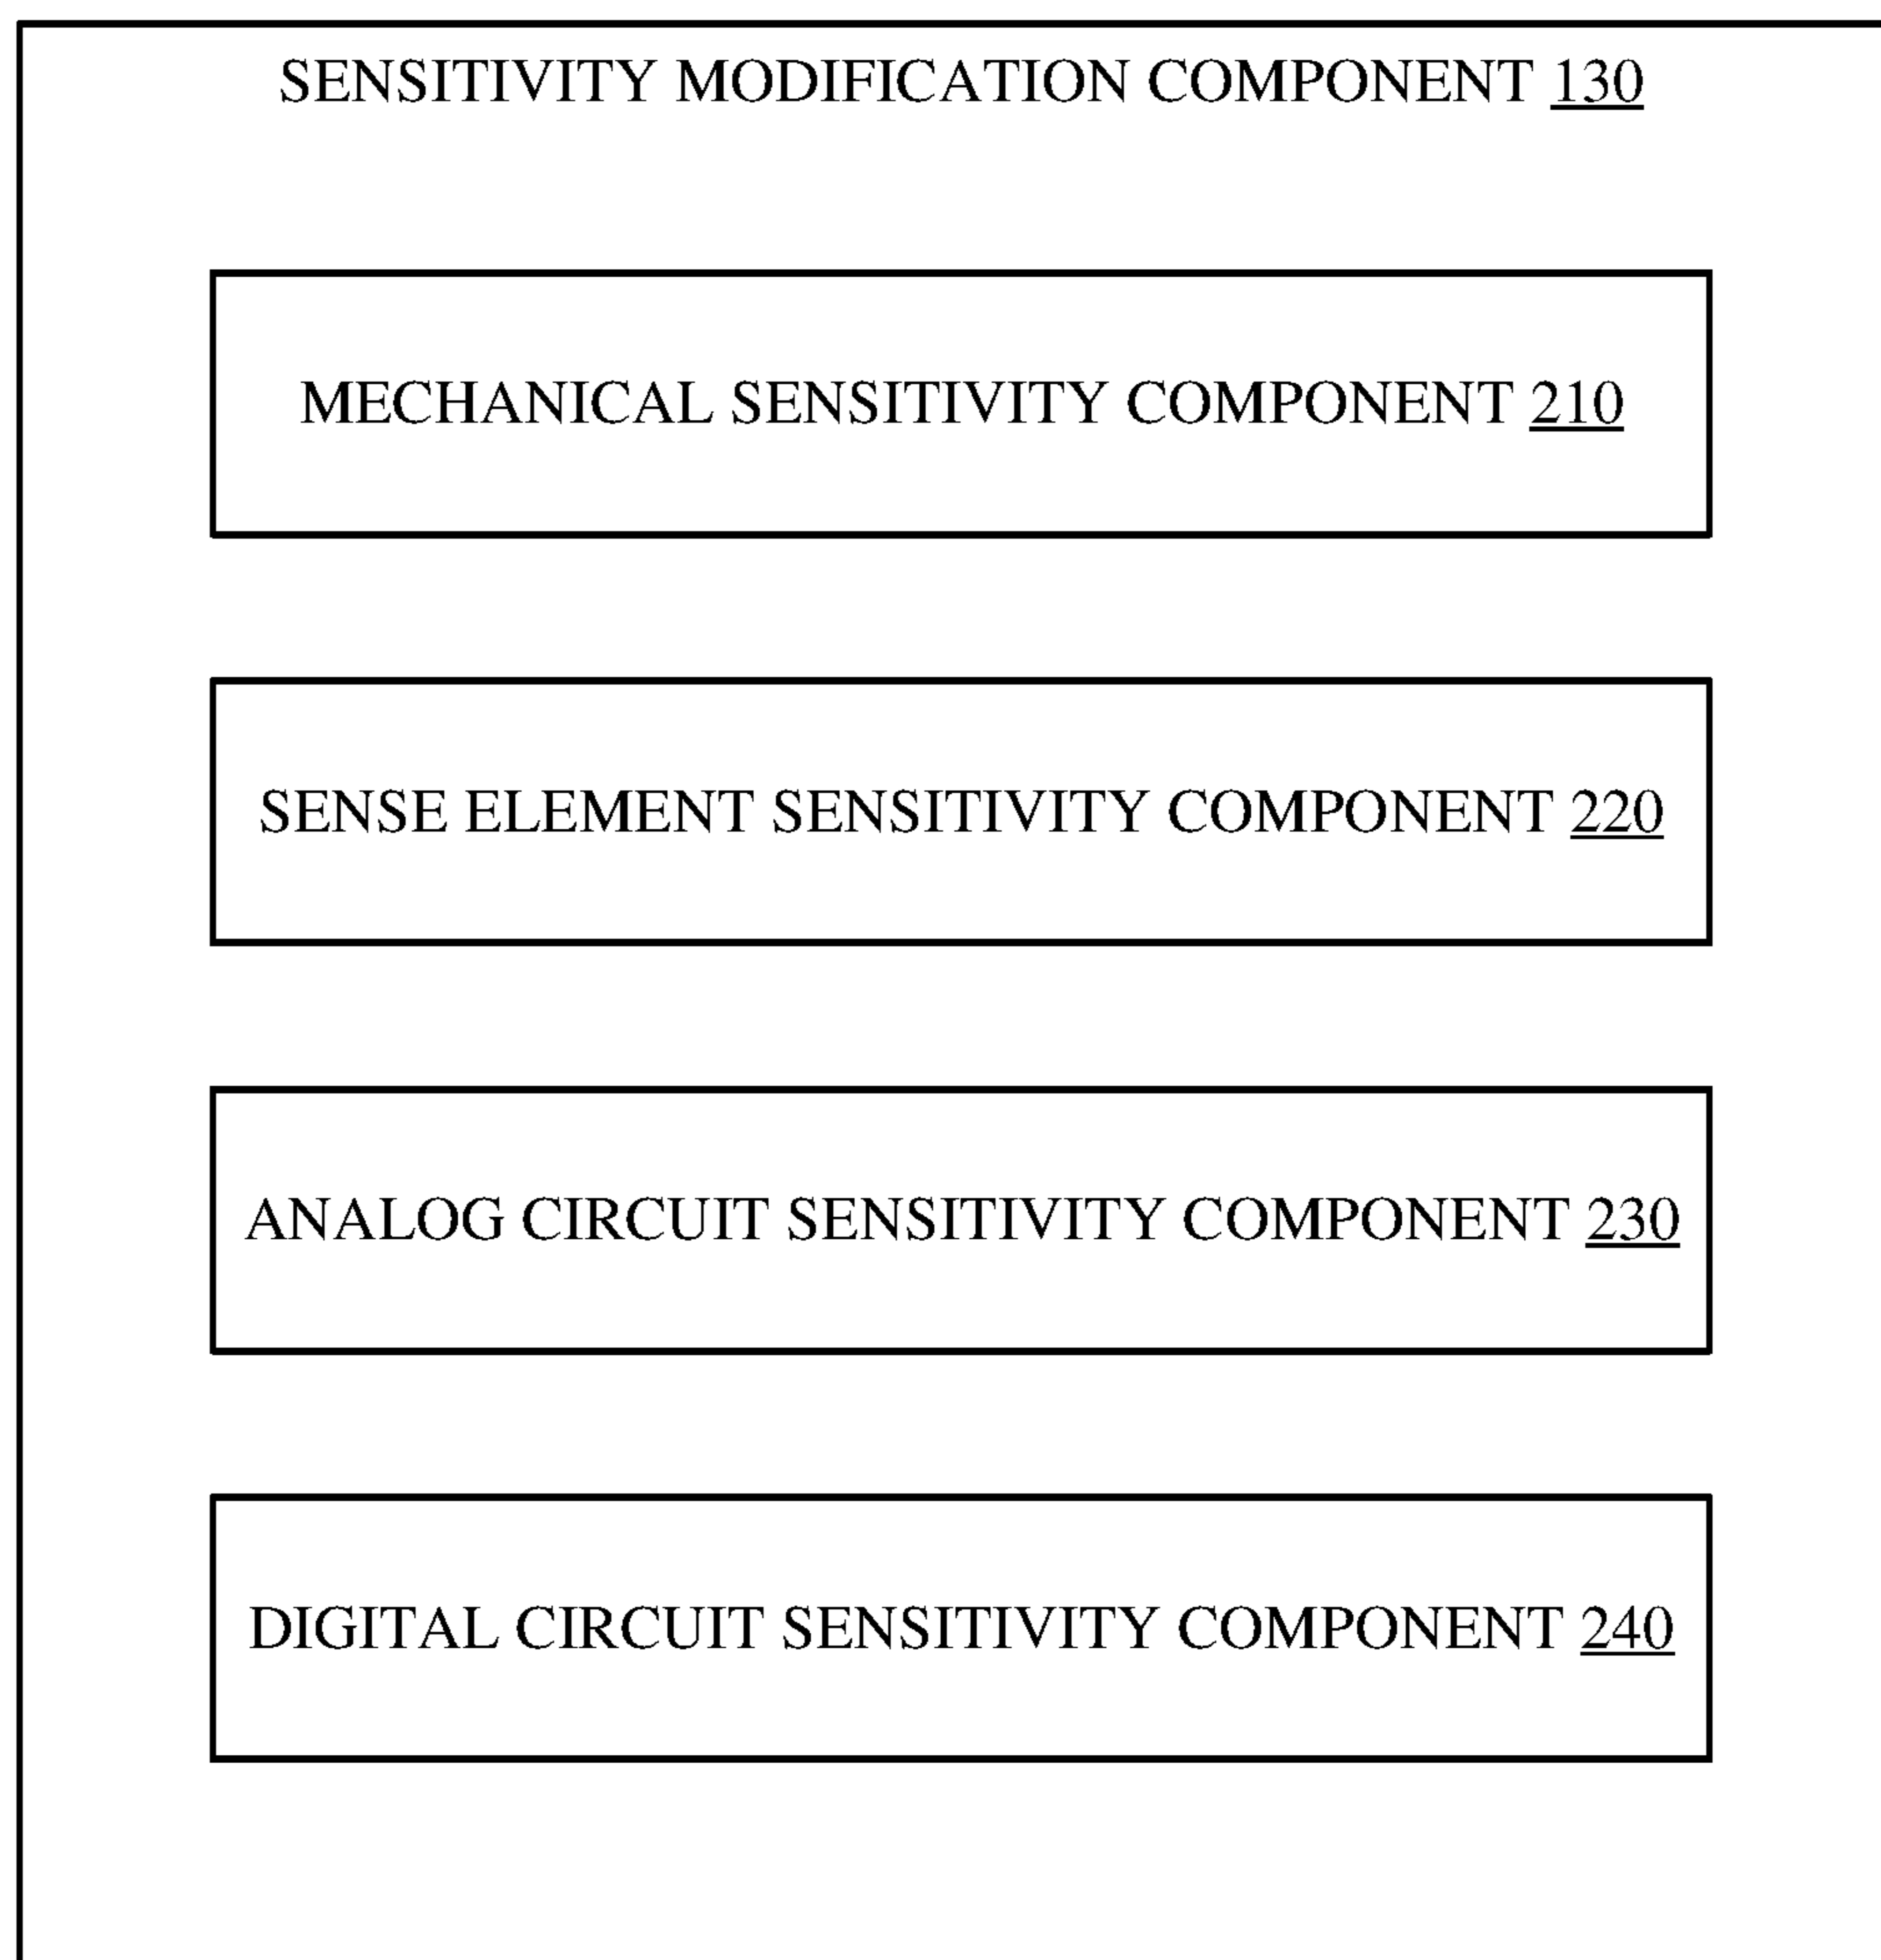 SENSITIVITY MODIFICATION COMPONENT 130
MECHANICAL SENSITIVITY COMPONENT 210
SENSE ELEMENT SENSITIVITY COMPONENT 220
ANALOG CIRCUIT SENSITIVITY COMPONENT 230
DIGITAL CIRCUIT SENSITIVITY COMPONENT 240